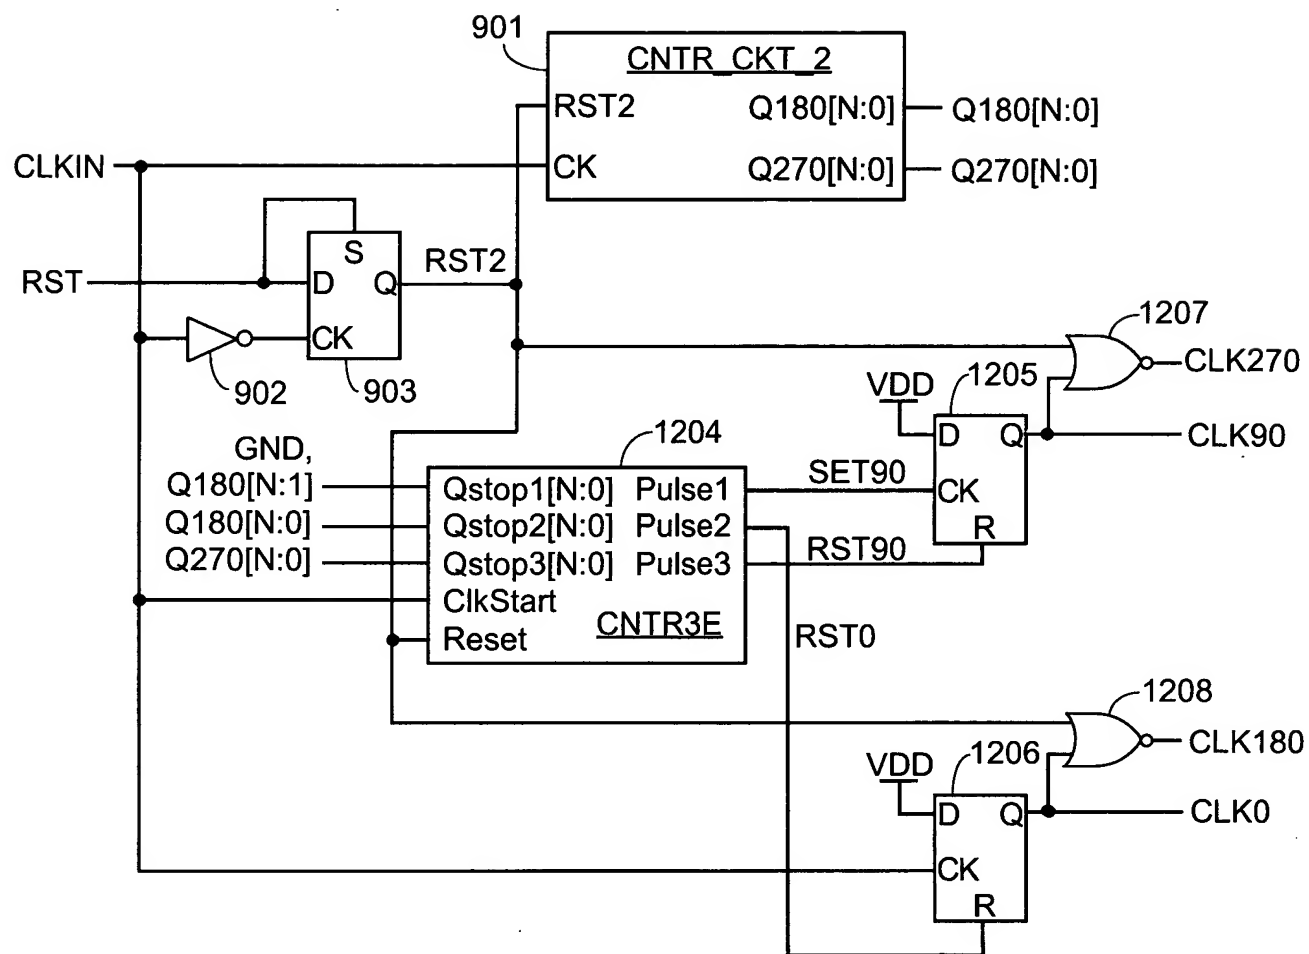 901
CNTR_CKT_2
RST2
Q180[N:0]
Q180[N:0]
CLKIN
CK
Q270[N:0]
Q270[N:0]
S
RST
D
Q
RST2
CK
902
903
1207
CLK270
VDD
1205
D
Q
CLK90
CK
R
GND,
Q180[N:1]
Q180[N:0]
Q270[N:0]
1204
Qstop1[N:0]
Pulse1
SET90
Qstop2[N:0]
Pulse2
Qstop3[N:0]
Pulse3
RST90
ClkStart
CNTR3E
Reset
RST0
1208
CLK180
VDD
1206
D
Q
CLK0
CK
R